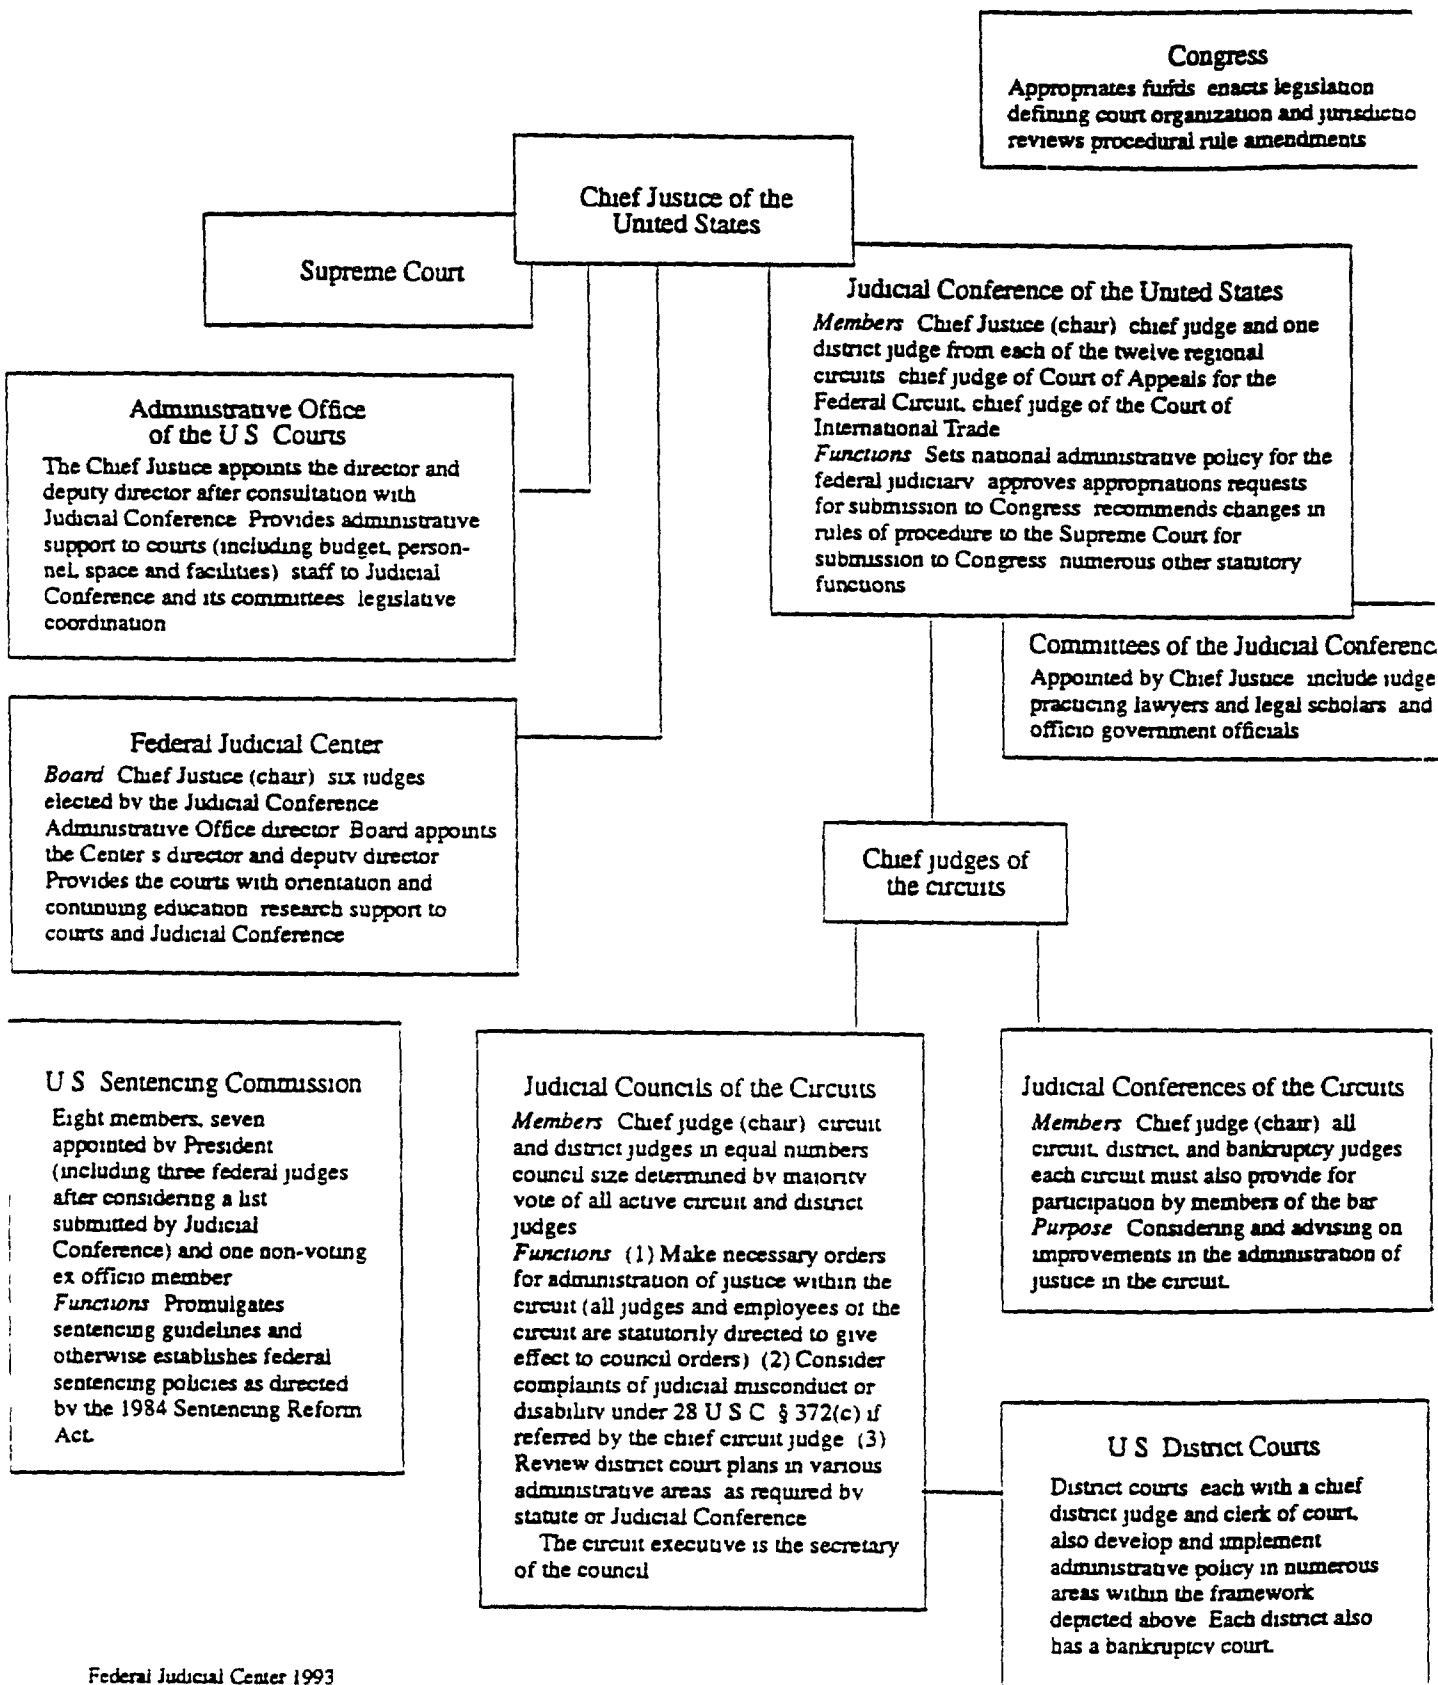 Congress
Appropriates funds enacts legislation
defining court organization and jurisdictio
reviews procedural rule amendments
Chief Justice of the
United States
Supreme Court
Judicial Conference of the United States
Members Chief Justice (chair) chief judge and one
district judge from each of the twelve regional
circuits chief judge of Court of Appeals for the
Federal Circuit, chief judge of the Court of
International Trade
Functions Sets national administrative policy for the
federal judiciary approves appropriations requests
for submission to Congress recommends changes in
rules of procedure to the Supreme Court for
submission to Congress numerous other statutory
functions
Administrative Office
of the U S Courts
The Chief Justice appoints the director and
deputy director after consultation with
Judicial Conference Provides administrative
support to courts (including budget, person-
nel, space and facilities) staff to Judicial
Conference and its committees legislative
coordination
Committees of the Judicial Conferenc
Appointed by Chief Justice include judge
practicing lawyers and legal scholars and
officio government officials
Federal Judicial Center
Board Chief Justice (chair) six judges
elected by the Judicial Conference
Administrative Office director Board appoints
the Center s director and deputy director
Provides the courts with orientation and
continuing education research support to
courts and Judicial Conference
Chief judges of
the circuits
U S Sentencing Commission
Eight members, seven
appointed by President
(including three federal judges
after considering a list
submitted by Judicial
Conference) and one non-voting
ex officio member
Functions Promulgates
sentencing guidelines and
otherwise establishes federal
sentencing policies as directed
by the 1984 Sentencing Reform
Act.
Judicial Councils of the Circuits
Members Chief judge (chair) circuit
and district judges in equal numbers
council size determined by majority
vote of all active circuit and district
judges
Functions (1) Make necessary orders
for administration of justice within the
circuit (all judges and employees of the
circuit are statutorily directed to give
effect to council orders) (2) Consider
complaints of judicial misconduct or
disability under 28 U S C § 372(c) if
referred by the chief circuit judge (3)
Review district court plans in various
administrative areas as required by
statute or Judicial Conference
The circuit executive is the secretary
of the council
Judicial Conferences of the Circuits
Members Chief judge (chair) all
circuit, district, and bankruptcy judges
each circuit must also provide for
participation by members of the bar
Purpose Considering and advising on
improvements in the administration of
justice in the circuit.
U S District Courts
District courts each with a chief
district judge and clerk of court,
also develop and implement
administrative policy in numerous
areas within the framework
depicted above Each district also
has a bankruptcy court.
Federal Judicial Center 1993